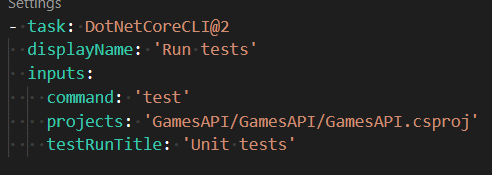 Settings
- task: DotNetCoreCLI@2
displayName: 'Run tests'
inputs:
command: 'test'
projects: 'GamesAPI/GamesAPI/GamesAPI.csproj'
testRunTitle: 'Unit tests'